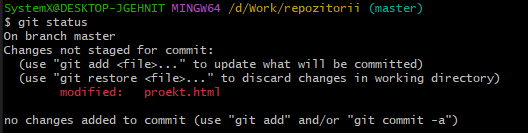 SystemX@DESKTOP-JGEHNIT MINGW64 /d/Work/repozitorii (master)
$ git status
On branch master
Changes not staged for commit:
  (use "git add <file>..." to update what will be committed)
  (use "git restore <file>..." to discard changes in working directory)
        modified:   proekt.html

no changes added to commit (use "git add" and/or "git commit -a")